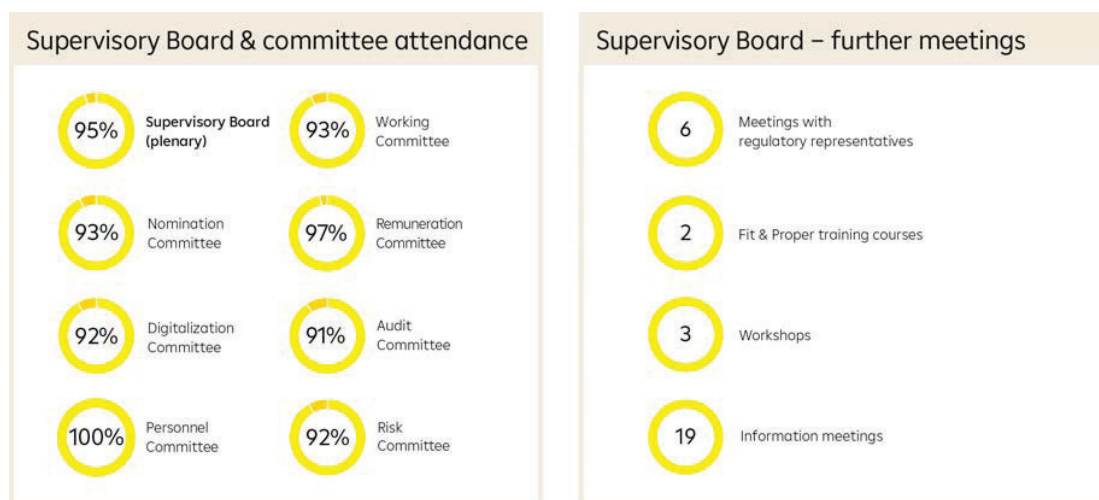 Supervisory Board & committee attendance
95%
Supervisory Board
(plenary)
93%
Working
Committee
93%
Nomination
Committee
97%
Remuneration
Committee
92%
Digitalization
Committee
91%
Audit
Committee
100%
Personnel
Committee
92%
Risk
Committee
Supervisory Board – further meetings
6
Meetings with
regulatory representatives
2
Fit & Proper training courses
3
Workshops
19
Information meetings